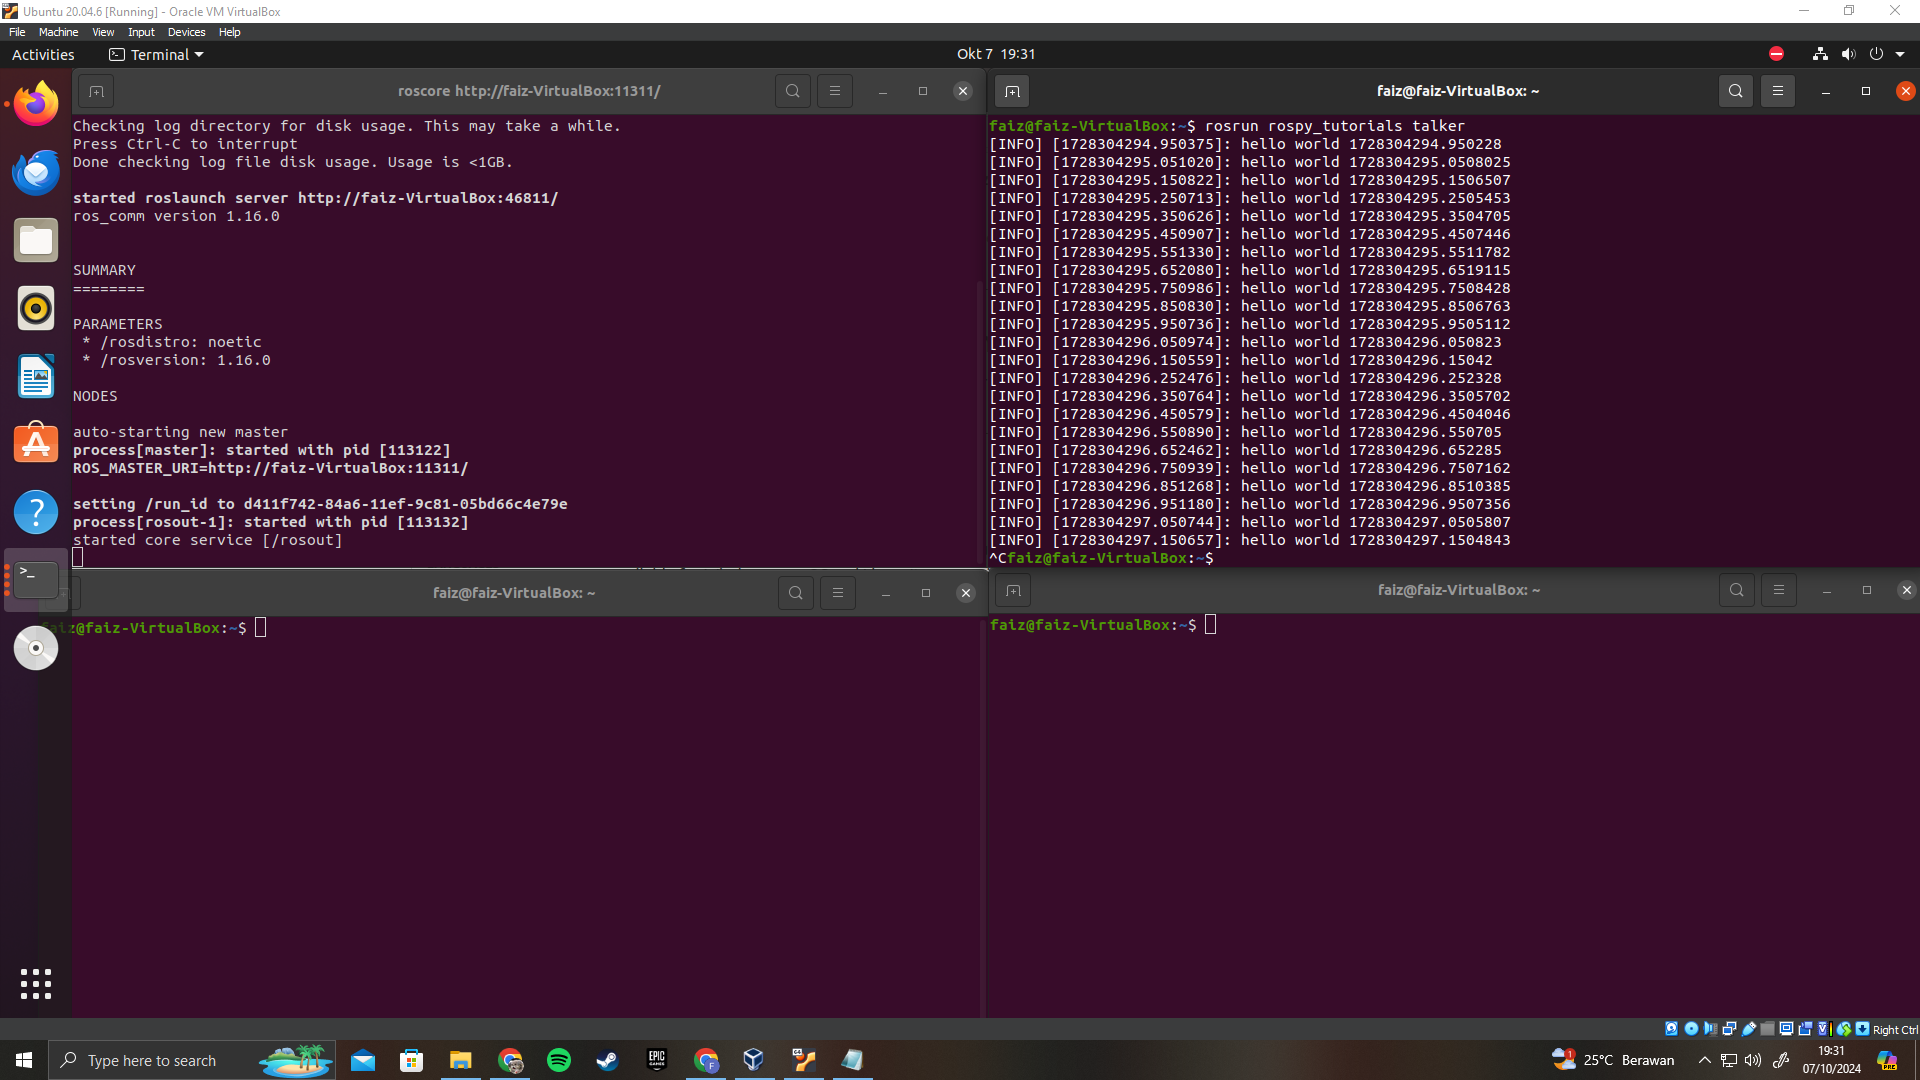 Ubuntu 20.04.6 [Running] - Oracle VM VirtualBox
File Machine View Input Devices Help
Activities Terminal Okt 7 19:31
roscore http://faiz-VirtualBox:11311/
Checking log directory for disk usage. This may take a while.
Press Ctrl-C to interrupt
Done checking log file disk usage. Usage is <1GB.
started roslaunch server http://faiz-VirtualBox:46811/
ros_comm version 1.16.0
SUMMARY
========
PARAMETERS
* /rosdistro: noetic
* /rosversion: 1.16.0
NODES
auto-starting new master
process[master]: started with pid [113122]
ROS_MASTER_URI=http://faiz-VirtualBox:11311/
setting /run_id to d411f742-84a6-11ef-9c81-05bd66c4e79e
process[rosout-1]: started with pid [113132]
started core service [/rosout]
faiz@faiz-VirtualBox: ~
faiz@faiz-VirtualBox:~$ rosrun rospy_tutorials talker
[INFO] [1728304294.950375]: hello world 1728304294.950228
[INFO] [1728304295.051020]: hello world 1728304295.0508025
[INFO] [1728304295.150822]: hello world 1728304295.1506507
[INFO] [1728304295.250713]: hello world 1728304295.2505453
[INFO] [1728304295.350626]: hello world 1728304295.3504705
[INFO] [1728304295.450907]: hello world 1728304295.4507446
[INFO] [1728304295.551330]: hello world 1728304295.5511782
[INFO] [1728304295.652080]: hello world 1728304295.6519115
[INFO] [1728304295.750986]: hello world 1728304295.7508428
[INFO] [1728304295.850830]: hello world 1728304295.8506763
[INFO] [1728304295.950736]: hello world 1728304295.9505112
[INFO] [1728304296.050974]: hello world 1728304296.050823
[INFO] [1728304296.150559]: hello world 1728304296.15042
[INFO] [1728304296.252476]: hello world 1728304296.252328
[INFO] [1728304296.350764]: hello world 1728304296.3505702
[INFO] [1728304296.450579]: hello world 1728304296.4504046
[INFO] [1728304296.550890]: hello world 1728304296.550705
[INFO] [1728304296.652462]: hello world 1728304296.652285
[INFO] [1728304296.750939]: hello world 1728304296.7507162
[INFO] [1728304296.851268]: hello world 1728304296.8510385
[INFO] [1728304296.951180]: hello world 1728304296.9507356
[INFO] [1728304297.050744]: hello world 1728304297.0505807
[INFO] [1728304297.150657]: hello world 1728304297.1504843
^Cfaiz@faiz-VirtualBox:~$
faiz@faiz-VirtualBox: ~
faiz@faiz-VirtualBox:~$
faiz@faiz-VirtualBox: ~
faiz@faiz-VirtualBox:~$
Right Ctrl
Type here to search
EPIC GAMES
1
25°C Berawan
19:31
07/10/2024
PRE